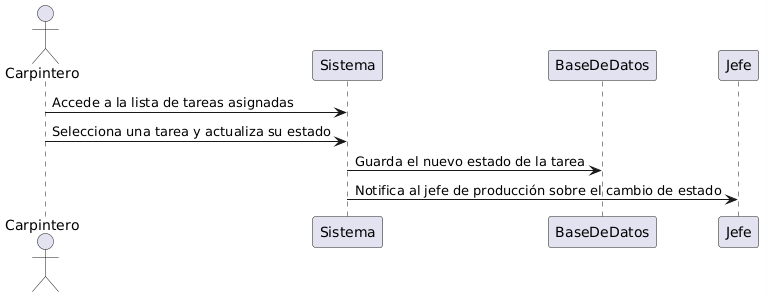 Carpintero
Sistema
BaseDeDatos
Jefe
Accede a la lista de tareas asignadas
Selecciona una tarea y actualiza su estado
Guarda el nuevo estado de la tarea
Notifica al jefe de producción sobre el cambio de estado
Carpintero
Sistema
BaseDeDatos
Jefe